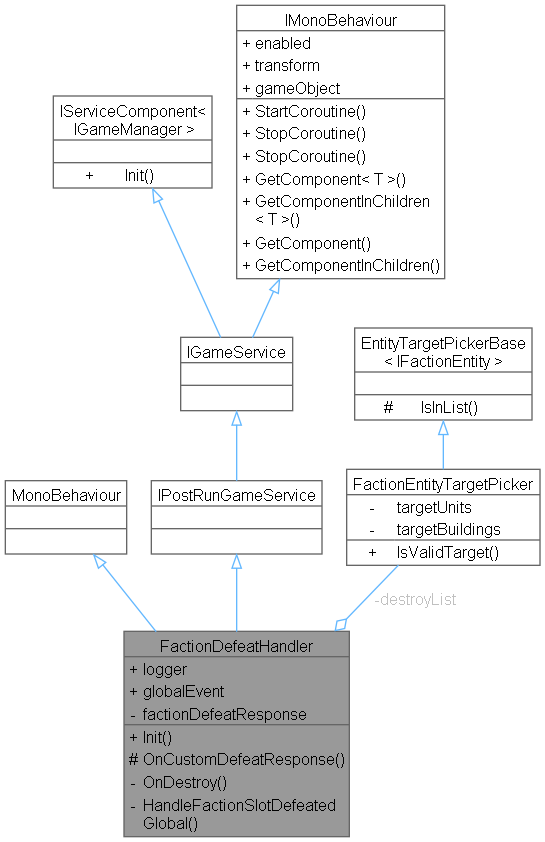 IMonoBehaviour
+ enabled
+ transform
+ gameObject
+ StartCoroutine()
+ StopCoroutine()
+ StopCoroutine()
+ GetComponent< T >()
+ GetComponentInChildren
< T >()
+ GetComponent()
+ GetComponentInChildren()
IServiceComponent<
IGameManager >
+ Init()
IGameService
EntityTargetPickerBase
< IFactionEntity >
# IsInList()
MonoBehaviour
IPostRunGameService
FactionEntityTargetPicker
- targetUnits
- targetBuildings
+ IsValidTarget()
-destroyList
FactionDefeatHandler
+ logger
+ globalEvent
- factionDefeatResponse
+ Init()
# OnCustomDefeatResponse()
- OnDestroy()
- HandleFactionSlotDefeated
Global()